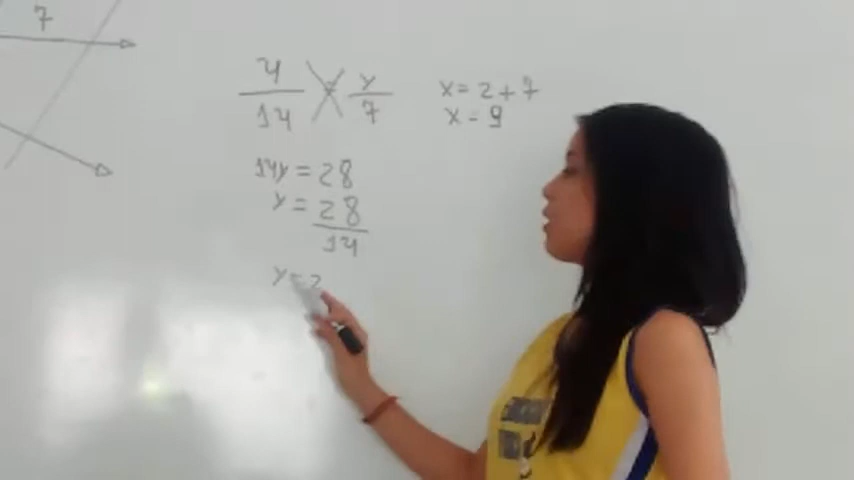 7
4/14 = y/7
x = 2 + 7
x = 9
14y = 28
y = 28/14
y = 2